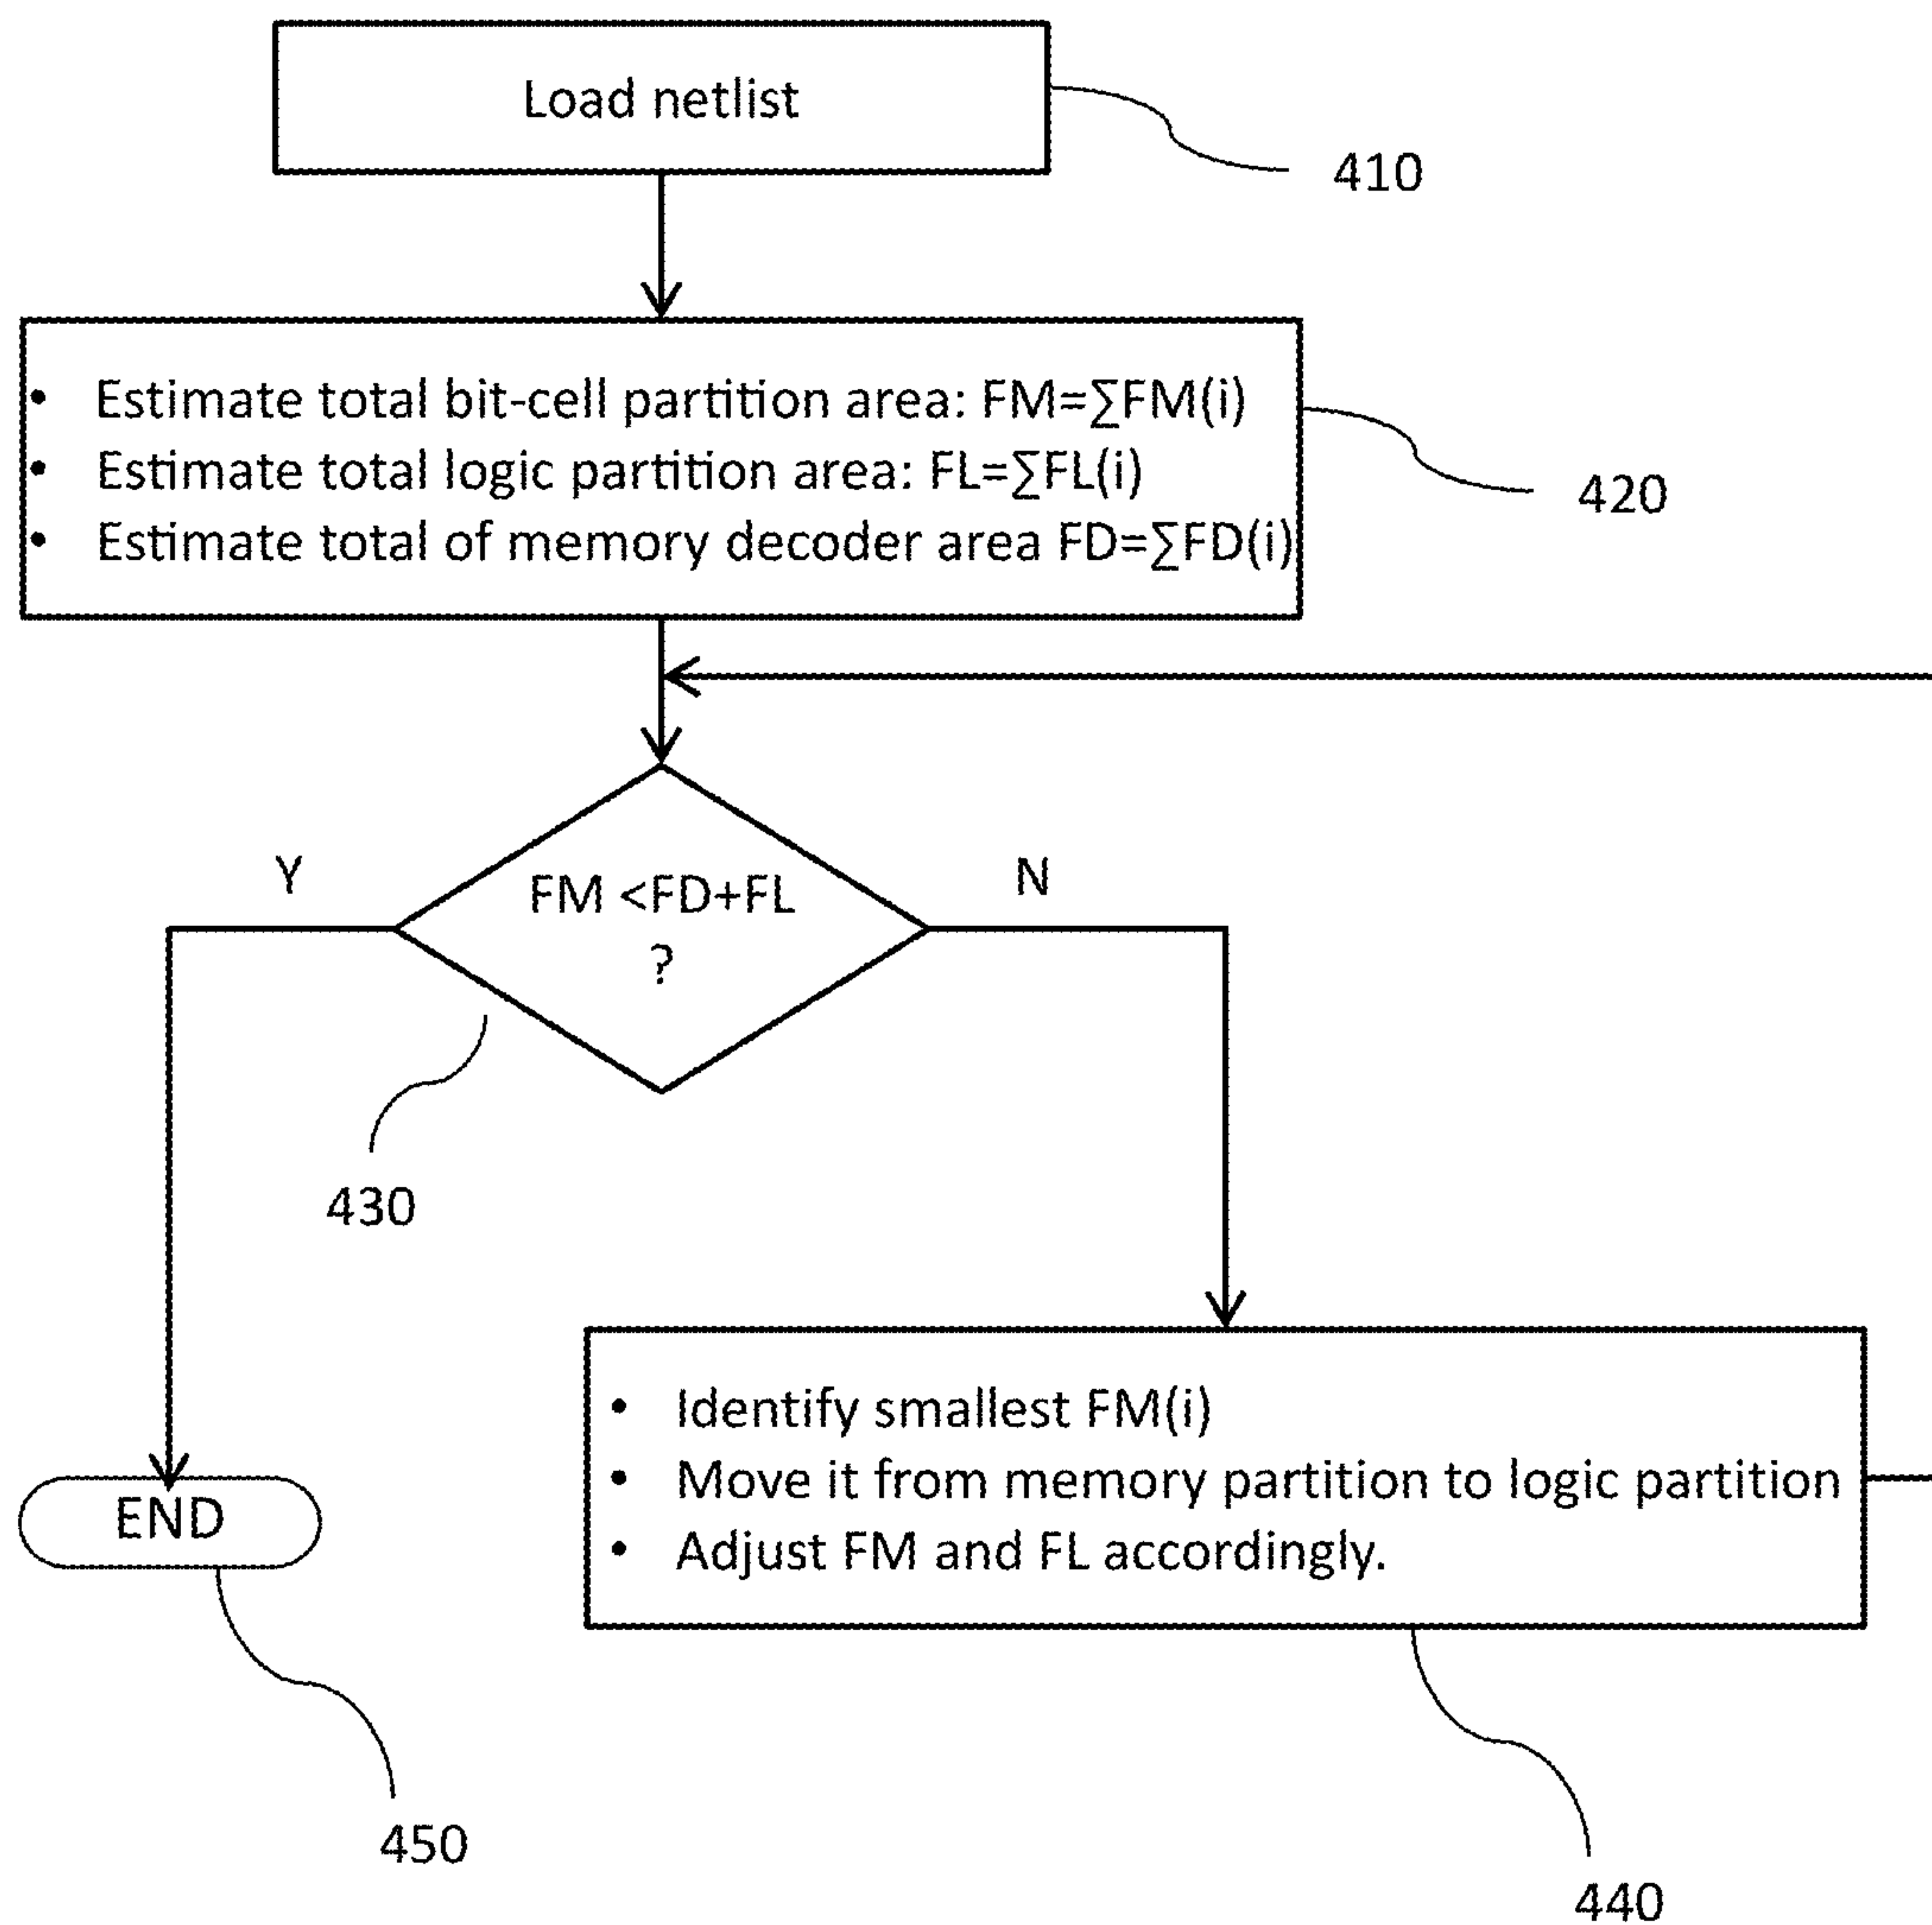 Load netlist
410
• Estimate total bit-cell partition area: FM=∑FM(i)
• Estimate total logic partition area: FL=∑FL(i)
• Estimate total of memory decoder area FD=∑FD(i)
420
Y
FM <FD+FL
?
N
430
• Identify smallest FM(i)
• Move it from memory partition to logic partition
• Adjust FM and FL accordingly.
END
450
440